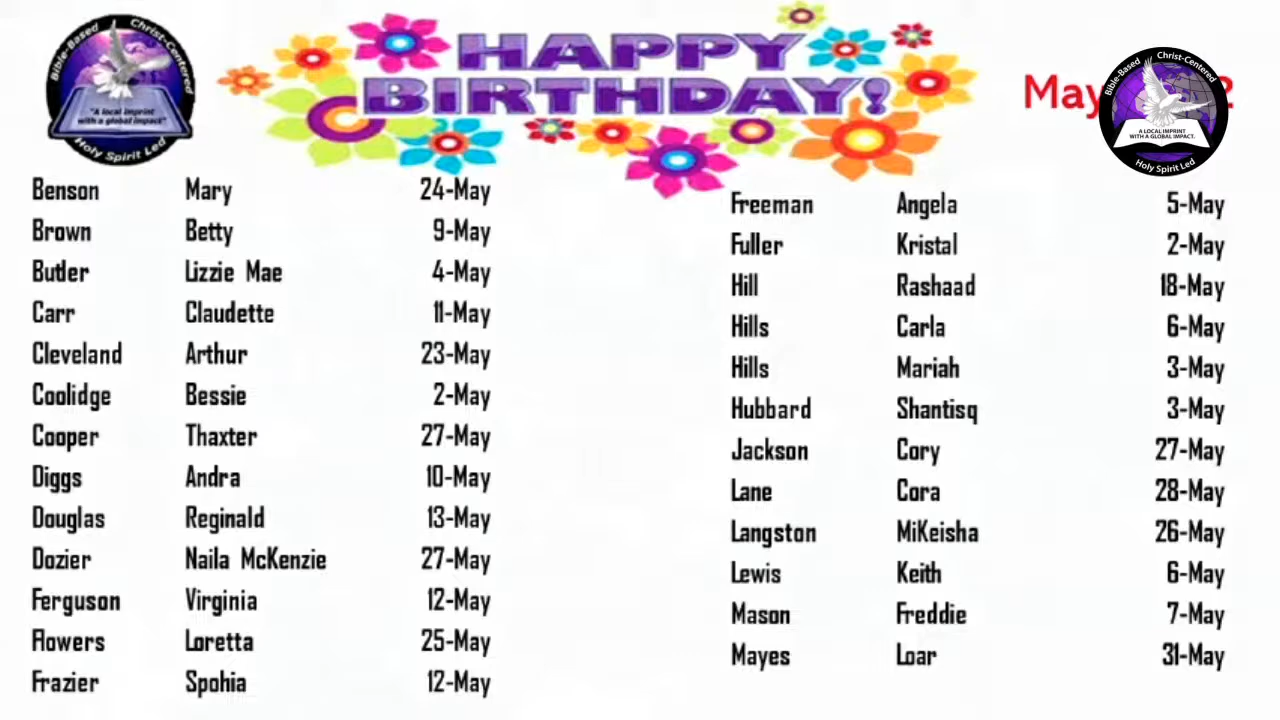 Bible-Based Christ-Centered
"A local imprint
with a global impact"
Holy Spirit Led
HAPPY
BIRTHDAY!
May
Bible-Based Christ-Centered
A LOCAL IMPRINT
WITH A GLOBAL IMPACT.
Holy Spirit Led
Benson Mary 24-May
Brown Betty 9-May
Butler Lizzie Mae 4-May
Carr Claudette 11-May
Cleveland Arthur 23-May
Coolidge Bessie 2-May
Cooper Thaxter 27-May
Diggs Andra 10-May
Douglas Reginald 13-May
Dozier Naila McKenzie 27-May
Ferguson Virginia 12-May
Flowers Loretta 25-May
Frazier Spohia 12-May
Freeman Angela 5-May
Fuller Kristal 2-May
Hill Rashaad 18-May
Hills Carla 6-May
Hills Mariah 3-May
Hubbard Shantisq 3-May
Jackson Cory 27-May
Lane Cora 28-May
Langston MiKeisha 26-May
Lewis Keith 6-May
Mason Freddie 7-May
Mayes Loar 31-May